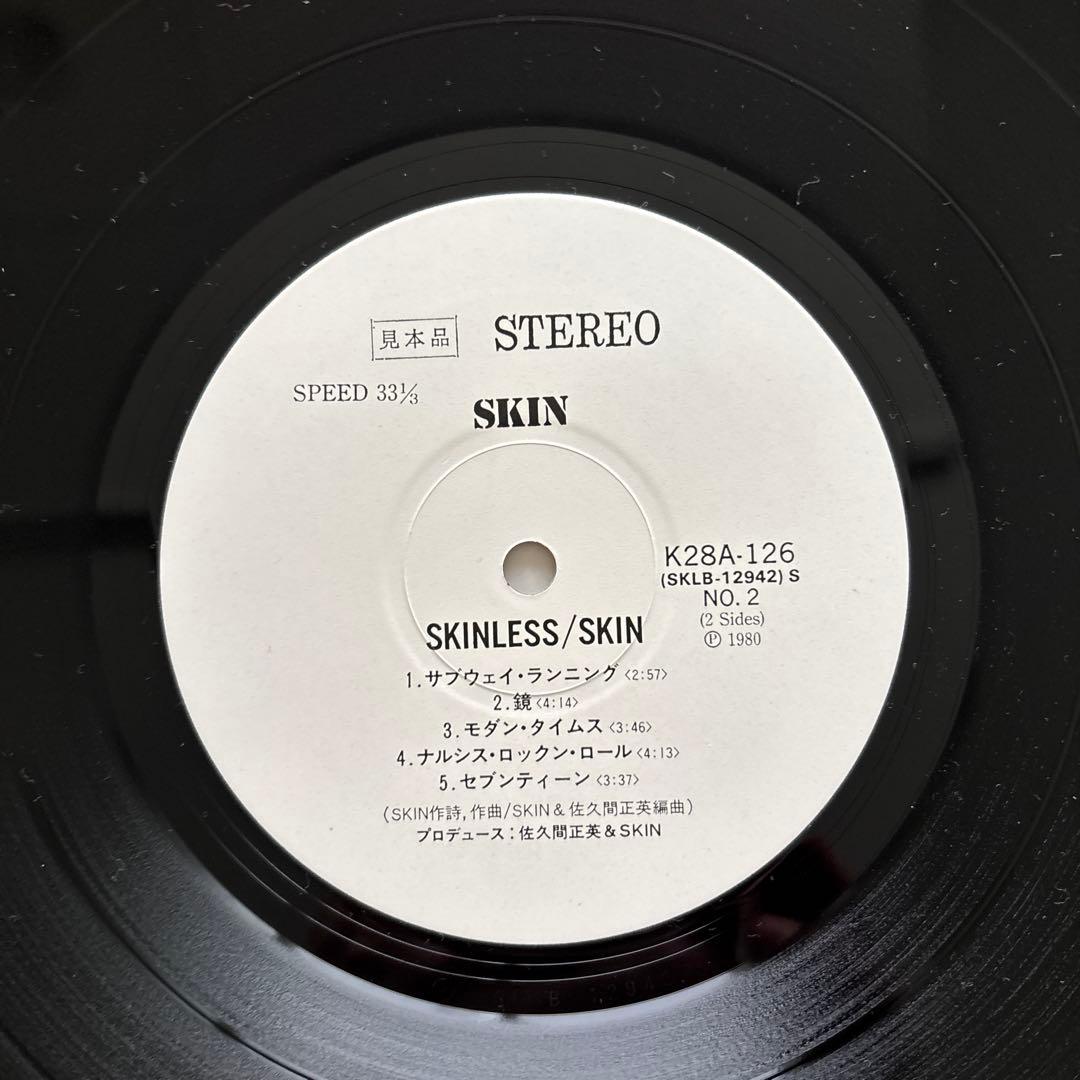 見本品 STEREO
SPEED 33⅓
SKIN
K28A-126
(SKLB-12942) S
NO. 2
(2 Sides)
Ⓟ 1980
SKINLESS/SKIN
1.サブウェイ・ランニング〈2:57〉
2.鏡〈4:14〉
3.モダン・タイムス〈3:46〉
4.ナルシス・ロックン・ロール〈4:13〉
5.セブンティーン〈3:37〉
(SKIN作詩,作曲/SKIN&佐久間正英編曲)
プロデュース:佐久間正英&SKIN